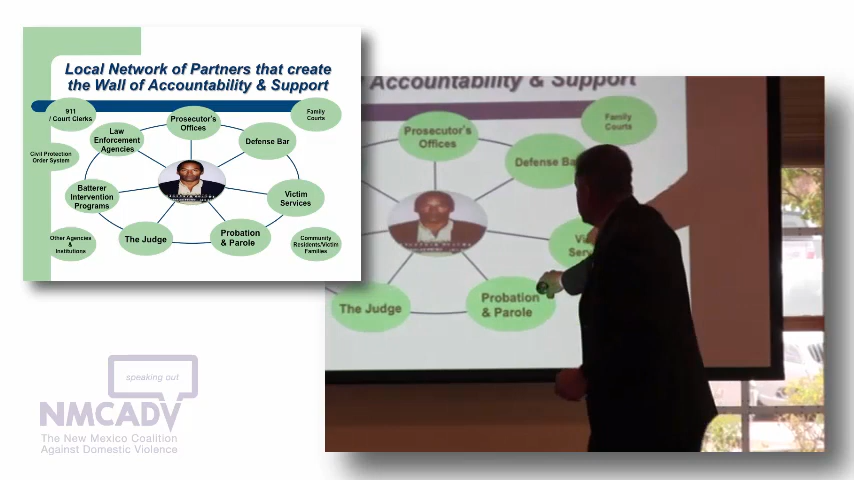 Local Network of Partners that create
the Wall of Accountability & Support
911
/ Court Clerks
Prosecutor's
Offices
Family
Courts
Law
Enforcement
Agencies
Defense Bar
Civil Protection
Order System
Batterer
Intervention
Programs
Victim
Services
Other Agencies
&
Institutions
The Judge
Probation
& Parole
Community
Residents/Victim
Families
Accountability & Support
Prosecutor's
Offices
Family
Courts
Defense Ba
Serv
The Judge
Probation
& Parole
speaking out
NMCADV
The New Mexico Coalition
Against Domestic Violence